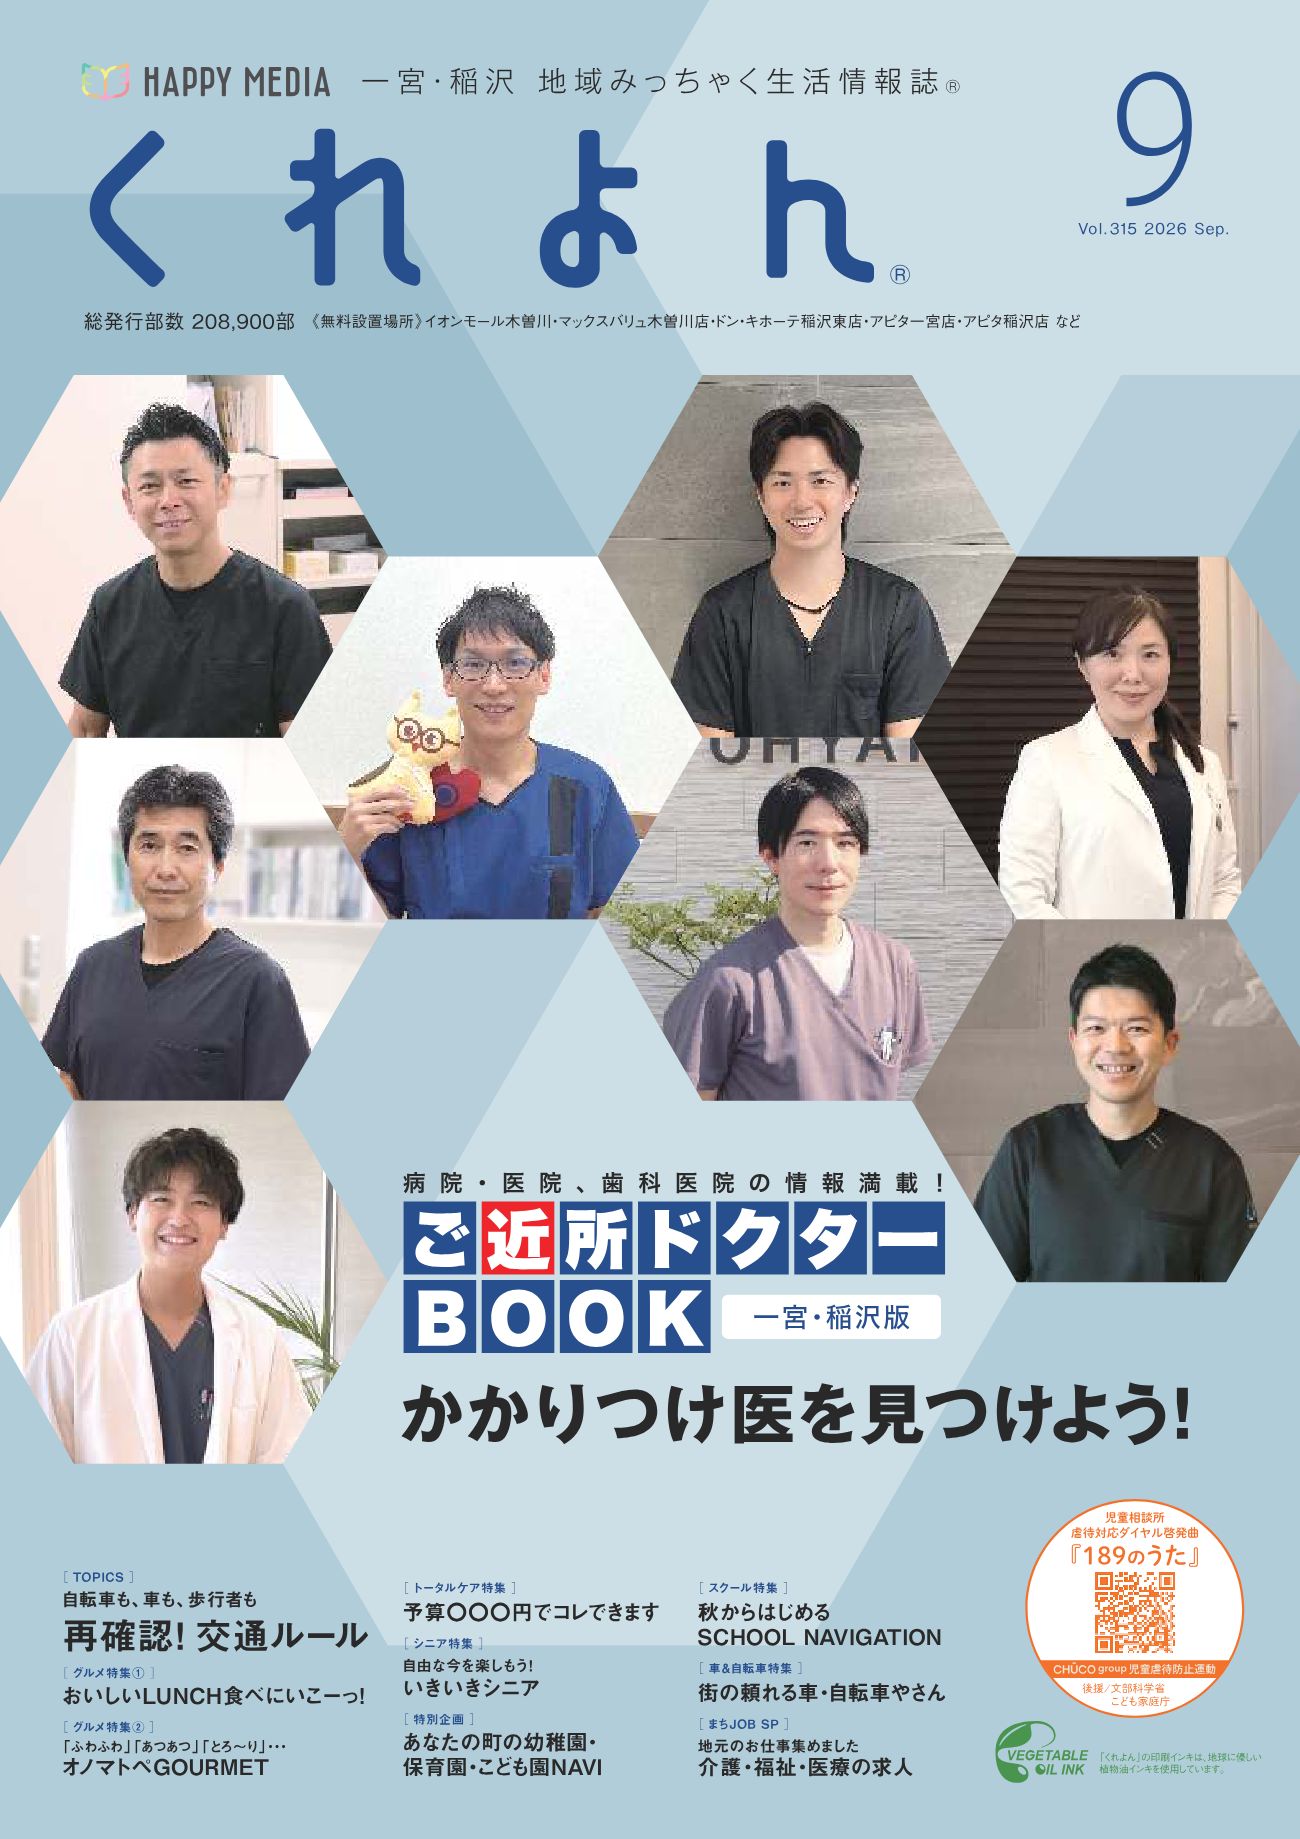 HAPPY MEDIA 一宮・稲沢 地域みっちゃく生活情報誌®
くれよん®
9
Vol.315 2026 Sep.
総発行部数 208,900部 《無料設置場所》イオンモール木曽川・マックスバリュ木曽川店・ドン・キホーテ稲沢東店・アピタ一宮店・アピタ稲沢店 など
病院・医院、歯科医院の情報満載!
ご近所ドクター
BOOK 一宮・稲沢版
かかりつけ医を見つけよう!
[ TOPICS ]
自転車も、車も、歩行者も
再確認! 交通ルール
[ グルメ特集① ]
おいしいLUNCH食べにいこーっ!
[ グルメ特集② ]
「ふわふわ」「あつあつ」「とろ〜り」・・・
オノマトペGOURMET
[ トータルケア特集 ]
予算〇〇〇円でコレできます
[ シニア特集 ]
自由な今を楽しもう!
いきいきシニア
[ 特別企画 ]
あなたの町の幼稚園・
保育園・こども園NAVI
[ スクール特集 ]
秋からはじめる
SCHOOL NAVIGATION
[ 車&自転車特集 ]
街の頼れる車・自転車やさん
[ まちJOB SP ]
地元のお仕事集めました
介護・福祉・医療の求人
児童相談所
虐待対応ダイヤル啓発曲
『189のうた』
CHŪCO group 児童虐待防止運動
後援/文部科学省
こども家庭庁
VEGETABLE
OIL INK
「くれよん」の印刷インキは、地球に優しい
植物油インキを使用しています。